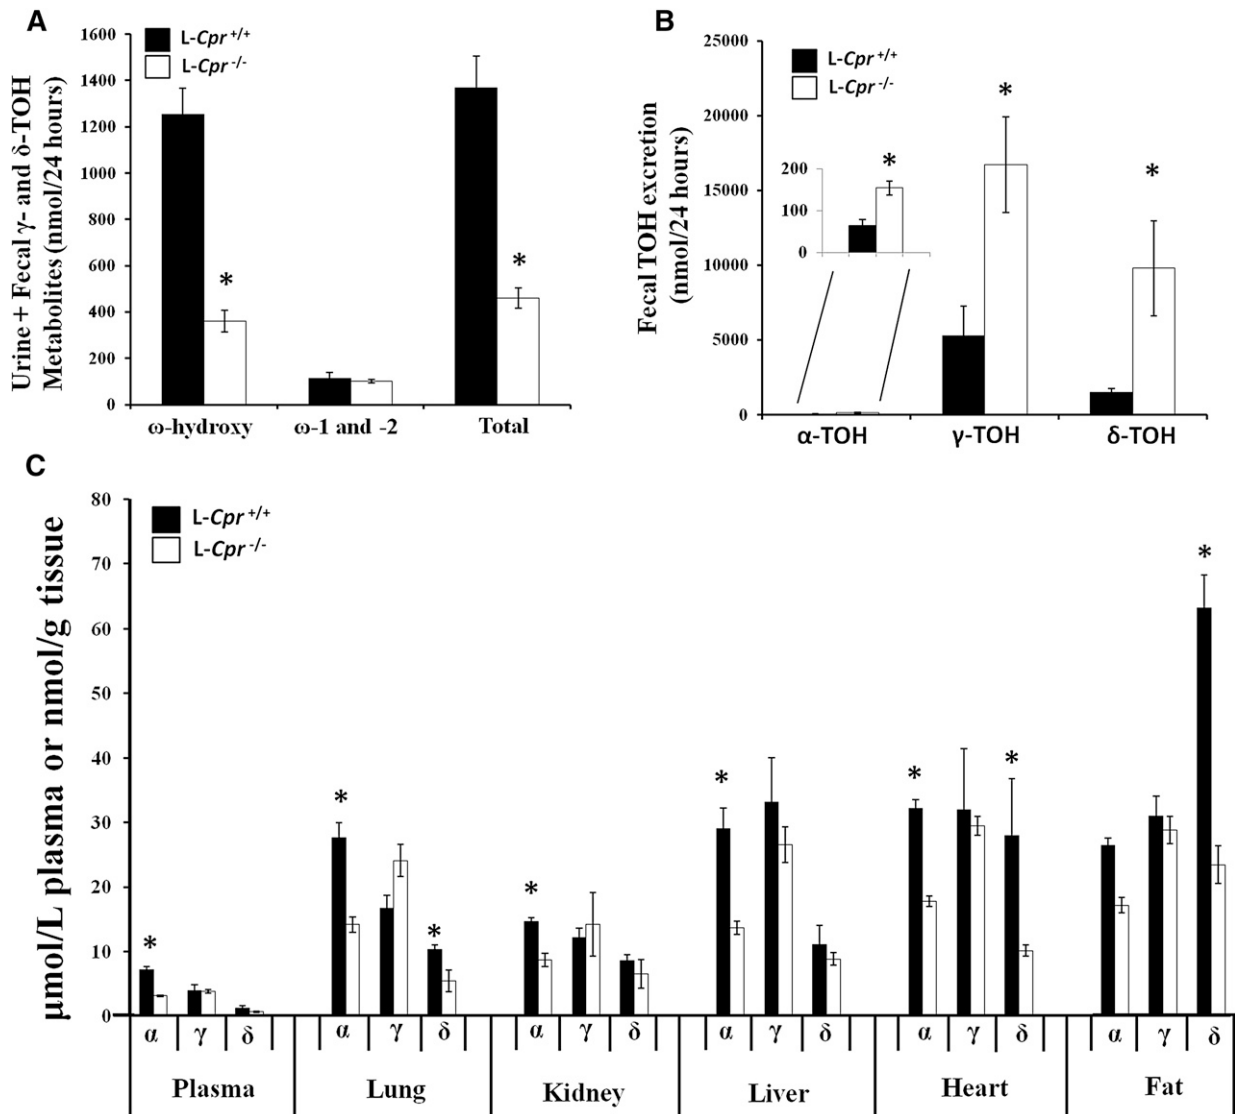 A
Urine + Fecal γ- and δ-TOH
Metabolites (nmol/24 hours)
1600
1400
1200
1000
800
600
400
200
0
L-Cpr +/+
L-Cpr -/-
*
*
ω-hydroxy
ω-1 and -2
Total
B
Fecal TOH excretion
(nmol/24 hours)
25000
20000
15000
10000
5000
0
L-Cpr +/+
L-Cpr -/-
200
100
0
*
*
*
α-TOH
γ-TOH
δ-TOH
C
μmol/L plasma or nmol/g tissue
80
70
60
50
40
30
20
10
0
L-Cpr +/+
L-Cpr -/-
*
*
*
*
*
*
*
*
α γ δ α γ δ α γ δ α γ δ α γ δ α γ δ
Plasma Lung Kidney Liver Heart Fat